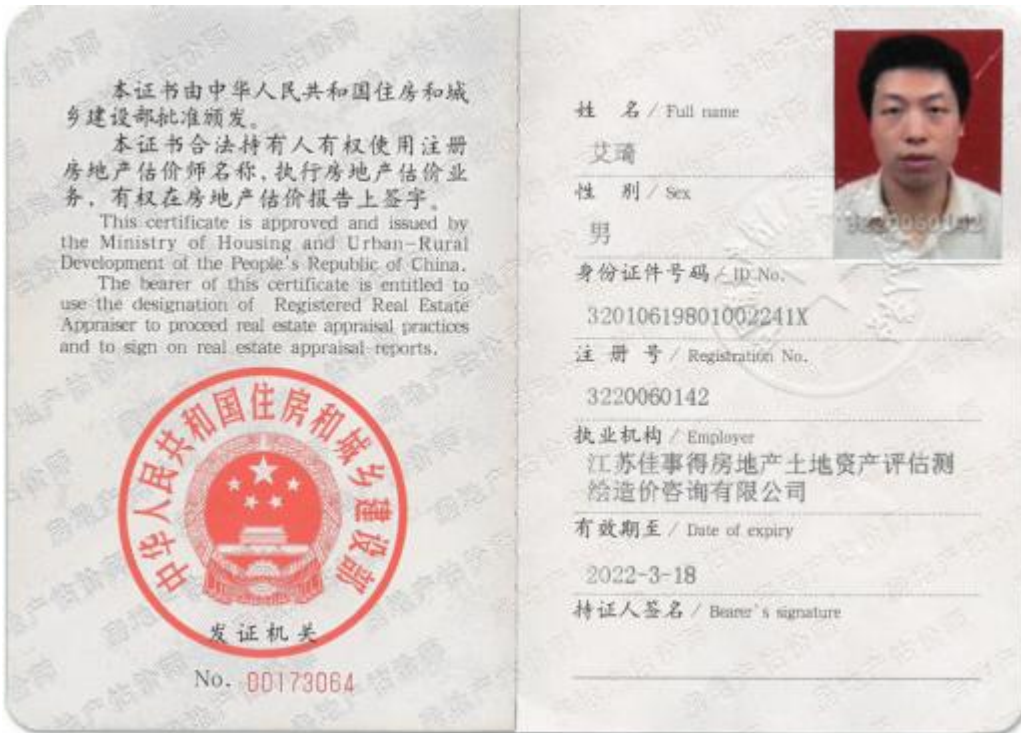 本证书由中华人民共和国住房和城
乡建设部批准颁发。
本证书合法持有人有权使用注册
房地产估价师名称，执行房地产估价业
务，有权在房地产估价报告上签字。
This certificate is approved and issued by
the Ministry of Housing and Urban-Rural
Development of the People's Republic of China.
The bearer of this certificate is entitled to
use the designation of Registered Real Estate
Appraiser to proceed real estate appraisal practices
and to sign on real estate appraisal reports.
中华人民共和国住房和城乡建设部
发证机关
No. 00173064
姓 名 / Full name
艾琦
性 别 / Sex
男
身份证件号码 / ID No.
32010619801002241X
注 册 号 / Registration No.
3220060142
执业机构 / Employer
江苏佳事得房地产土地资产评估测
绘造价咨询有限公司
有效期至 / Date of expiry
2022-3-18
持证人签名 / Bearer's signature
3220060142